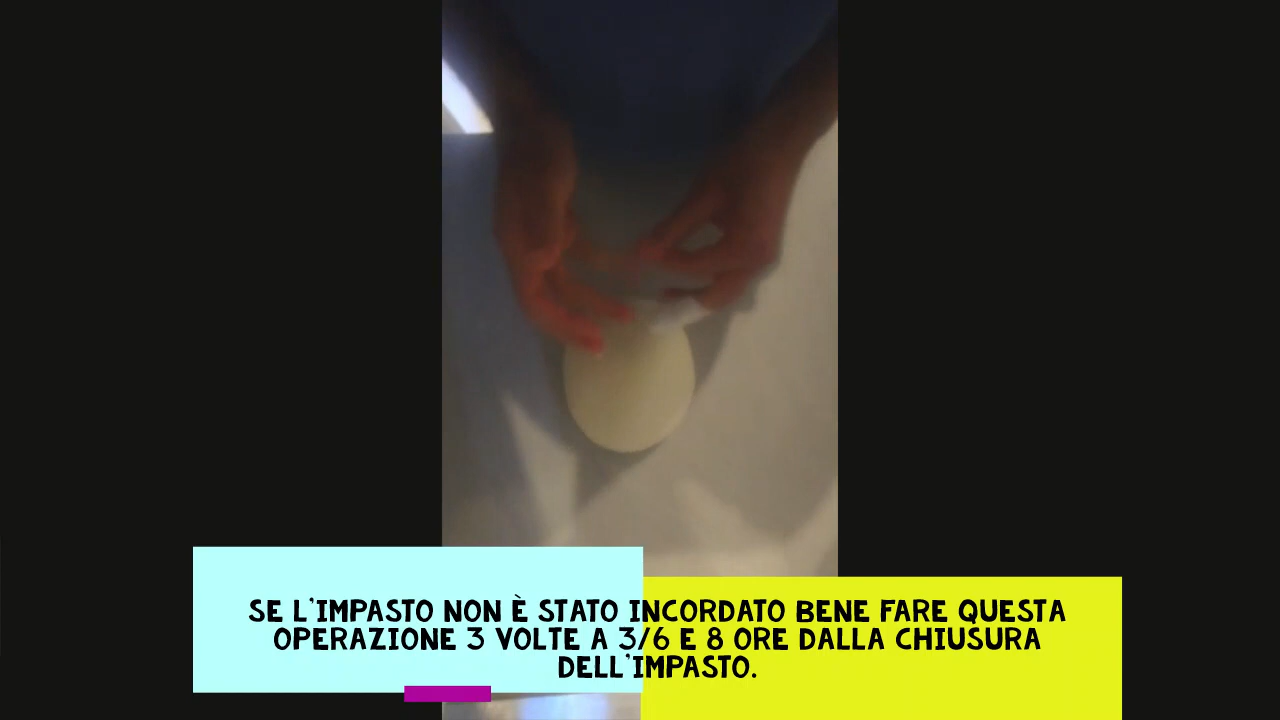 SE L'IMPASTO NON È STATO INCORDATO BENE FARE QUESTA
OPERAZIONE 3 VOLTE A 3/6 E 8 ORE DALLA CHIUSURA
DELL'IMPASTO.